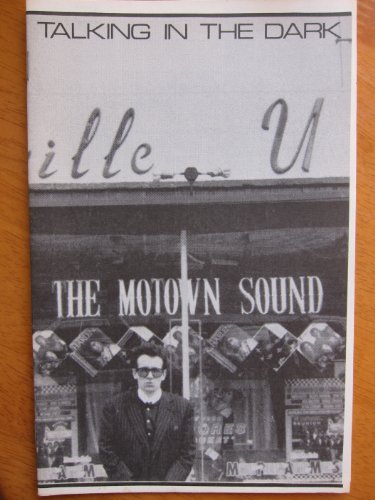 TALKING IN THE DARK
ille U
THE MOTOWN SOUND